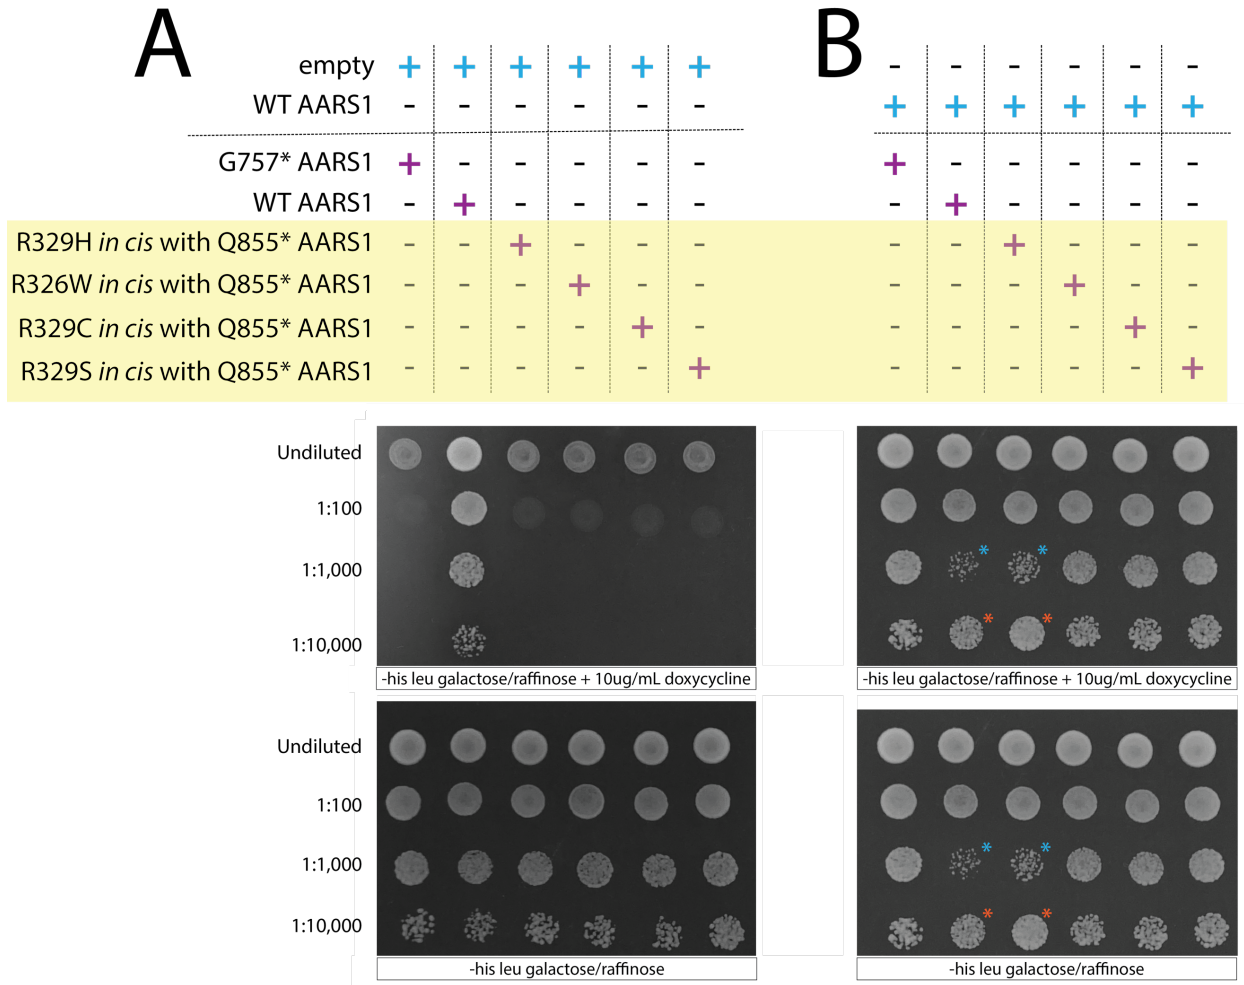 A
B
empty + + + + + + - - - - - -
WT AARS1 - - - - - - + + + + + +
G757* AARS1 + - - - - - + - - - - -
WT AARS1 - + - - - - - + - - - -
R329H in cis with Q855* AARS1 - - + - - - - - + - - -
R326W in cis with Q855* AARS1 - - - + - - - - - + - -
R329C in cis with Q855* AARS1 - - - - + - - - - - + -
R329S in cis with Q855* AARS1 - - - - - + - - - - - +
Undiluted
1:100
1:1,000
* *
1:10,000
* *
-his leu galactose/raffinose + 10ug/mL doxycycline
-his leu galactose/raffinose + 10ug/mL doxycycline
Undiluted
1:100
1:1,000
* *
1:10,000
* *
-his leu galactose/raffinose
-his leu galactose/raffinose